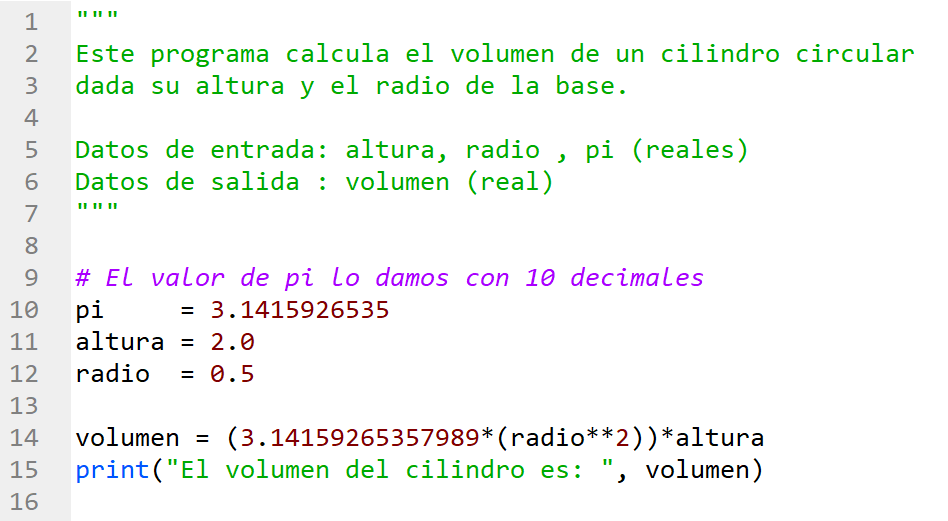 1 """
2 Este programa calcula el volumen de un cilindro circular
3 dada su altura y el radio de la base.
4
5 Datos de entrada: altura, radio , pi (reales)
6 Datos de salida : volumen (real)
7 """
8
9 # El valor de pi lo damos con 10 decimales
10 pi     = 3.1415926535
11 altura = 2.0
12 radio  = 0.5
13
14 volumen = (3.14159265357989*(radio**2))*altura
15 print("El volumen del cilindro es: ", volumen)
16